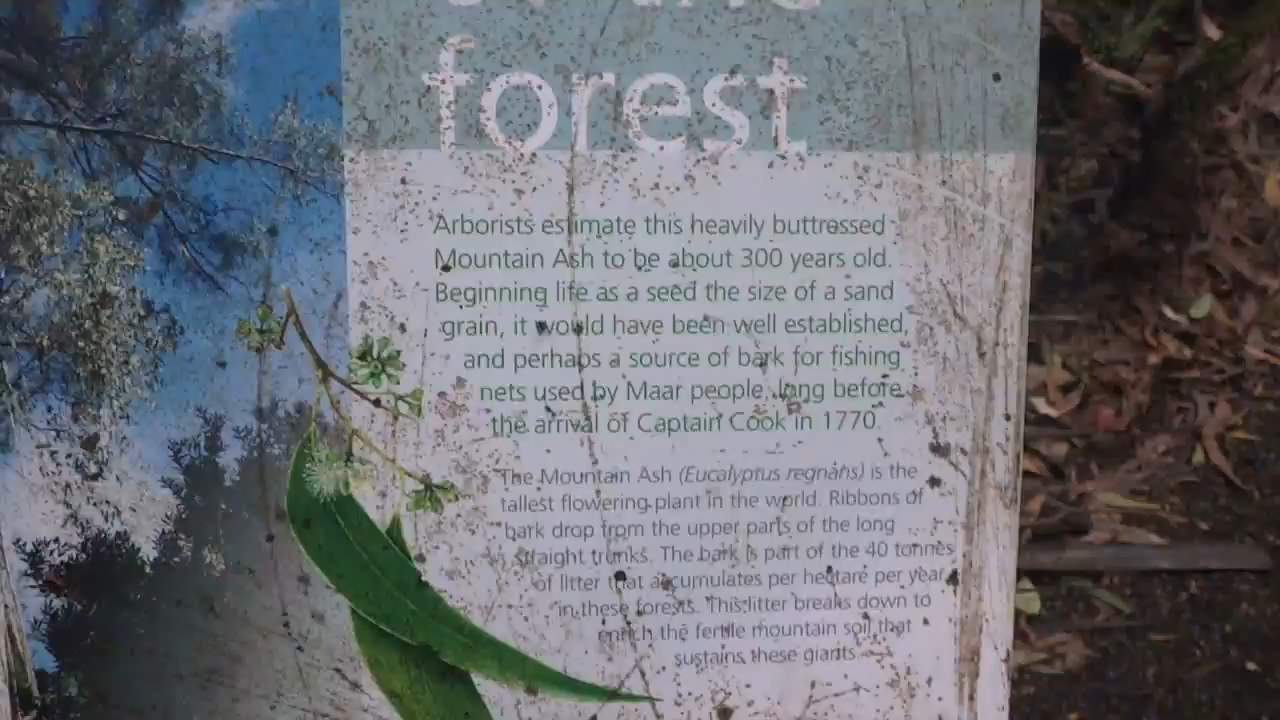 forest
Arborists estimate this heavily buttressed
Mountain Ash to be about 300 years old.
Beginning life as a seed the size of a sand
grain, it would have been well established,
and perhaps a source of bark for fishing
nets used by Maar people, long before
the arrival of Captain Cook in 1770.
The Mountain Ash (Eucalyptus regnans) is the
tallest flowering plant in the world. Ribbons of
bark drop from the upper parts of the long
straight trunks. The bark is part of the 40 tonnes
of litter that accumulates per hectare per year
in these forests. This litter breaks down to
enrich the fertile mountain soil that
sustains these giants.